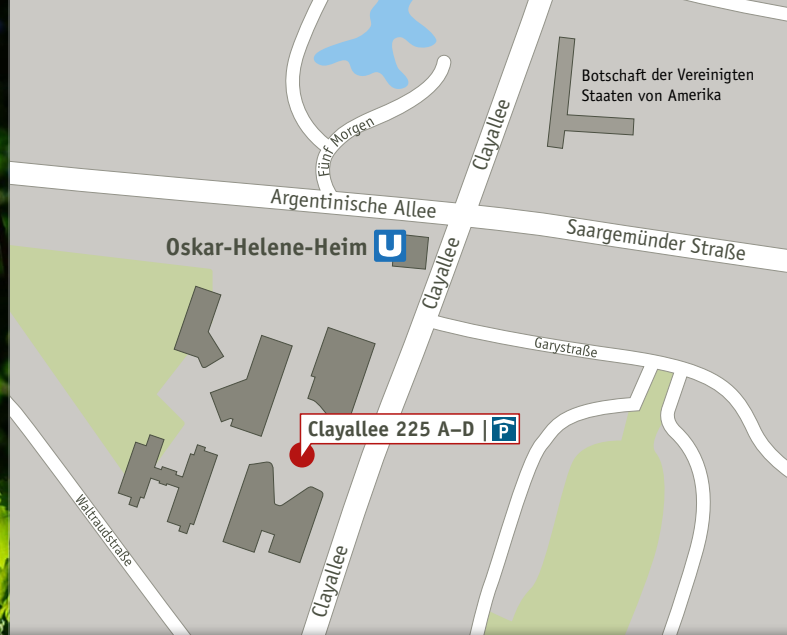 Botschaft der Vereinigten
Staaten von Amerika
Clayallee
Fünf Morgen
Argentinische Allee
Saargemünder Straße
Oskar-Helene-Heim U
Clayallee
Garystraße
Clayallee 225 A–D | P
Waltraudstraße
Clayallee